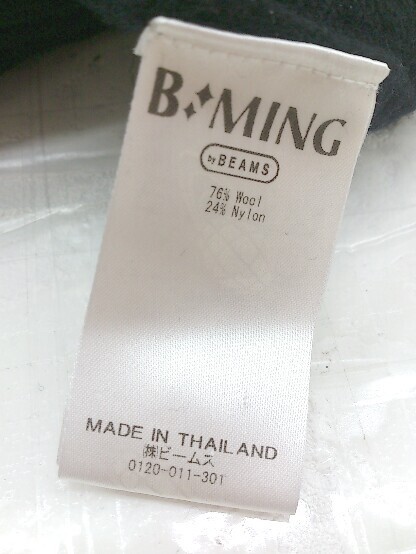 B:MING
by BEAMS
76% Wool
24% Nylon
MADE IN THAILAND
㈱ビームス
0120-011-301